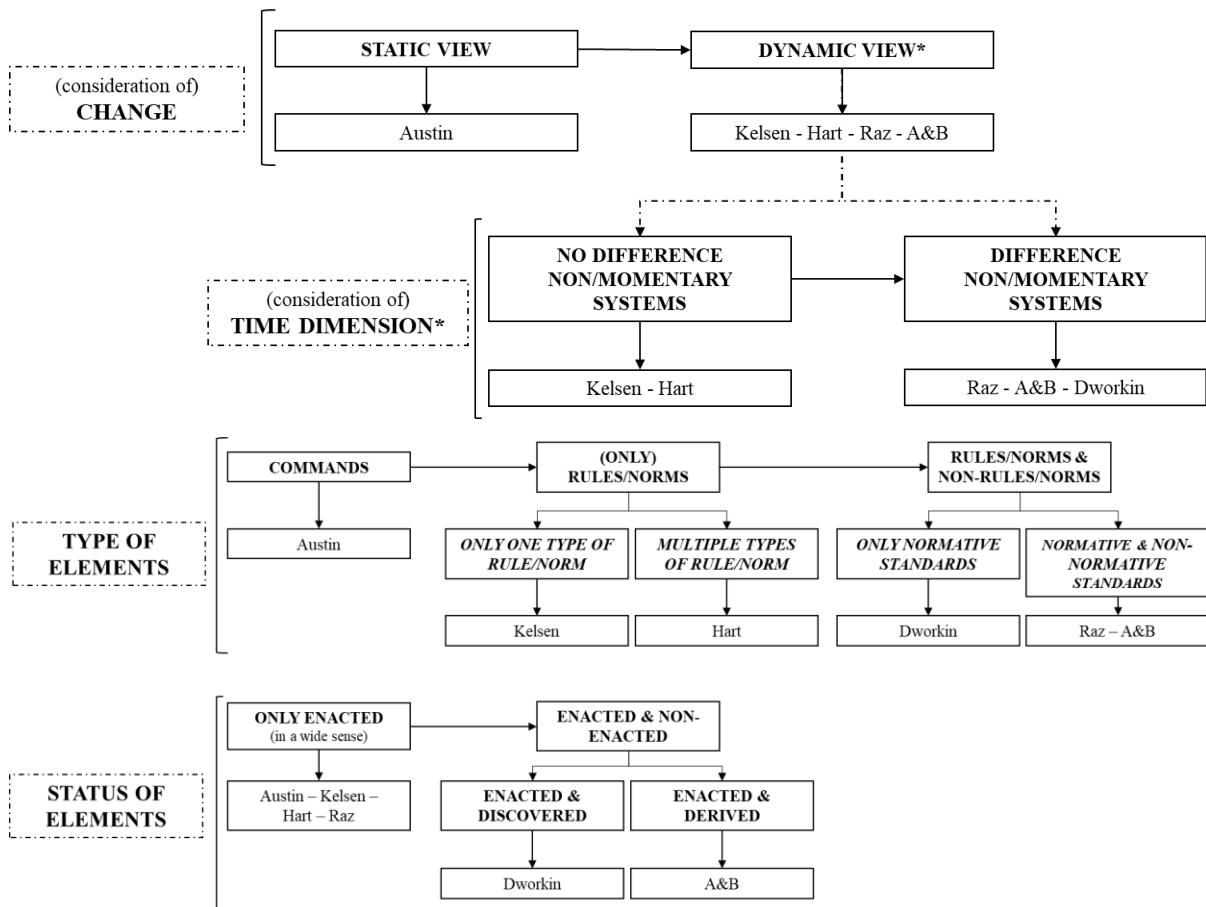 STATIC VIEW
DYNAMIC VIEW*
(consideration of)
CHANGE
Austin
Kelsen - Hart - Raz - A&B
NO DIFFERENCE
NON/MOMENTARY
SYSTEMS
DIFFERENCE
NON/MOMENTARY
SYSTEMS
(consideration of)
TIME DIMENSION*
Kelsen - Hart
Raz - A&B - Dworkin
COMMANDS
(ONLY)
RULES/NORMS
RULES/NORMS &
NON-RULES/NORMS
TYPE OF
ELEMENTS
Austin
ONLY ONE TYPE OF
RULE/NORM
MULTIPLE TYPES
OF RULE/NORM
ONLY NORMATIVE
STANDARDS
NORMATIVE & NON-
NORMATIVE
STANDARDS
Kelsen
Hart
Dworkin
Raz – A&B
ONLY ENACTED
(in a wide sense)
ENACTED & NON-
ENACTED
STATUS OF
ELEMENTS
Austin – Kelsen –
Hart – Raz
ENACTED &
DISCOVERED
ENACTED &
DERIVED
Dworkin
A&B